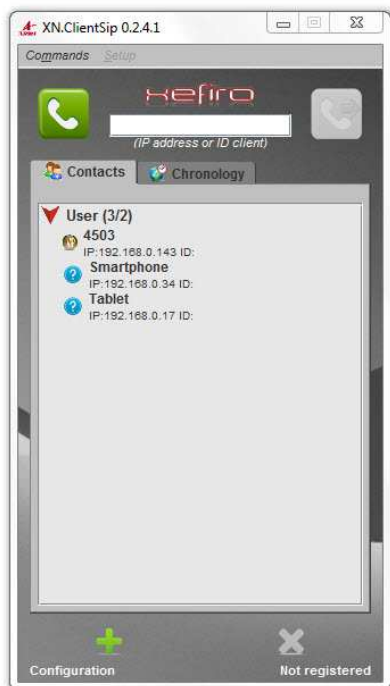 XN.ClientSip 0.2.4.1
Commands Setup
xefiro
(IP address or ID client)
Contacts Chronology
User (3/2)
4503
IP:192.168.0.143 ID:
Smartphone
IP:192.168.0.34 ID:
Tablet
IP:192.168.0.17 ID:
Configuration Not registered